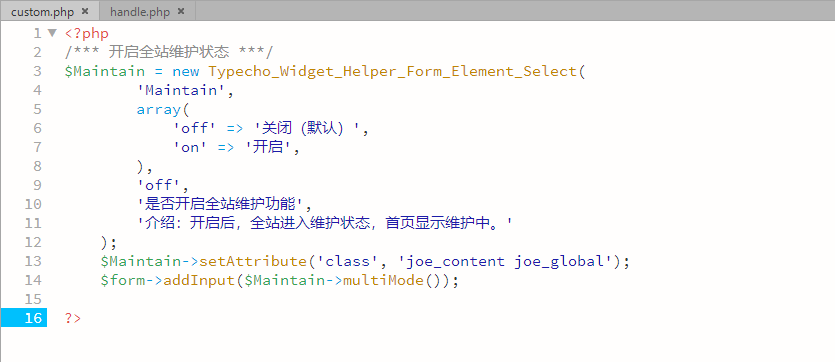 custom.php × handle.php ×
1 <?php
2 /*** 开启全站维护状态 ***/
3 $Maintain = new Typecho_Widget_Helper_Form_Element_Select(
4 'Maintain',
5 array(
6 'off' => '关闭（默认）',
7 'on' => '开启',
8 ),
9 'off',
10 '是否开启全站维护功能',
11 '介绍：开启后，全站进入维护状态，首页显示维护中。'
12 );
13 $Maintain->setAttribute('class', 'joe_content joe_global');
14 $form->addInput($Maintain->multiMode());
15
16 ?>